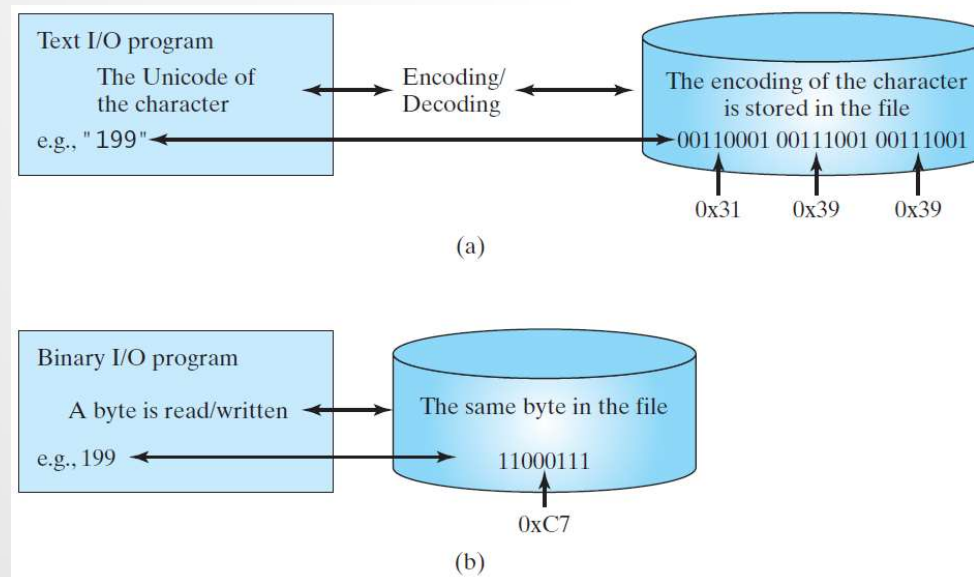 Text I/O program
The Unicode of
the character
e.g., "199"
Encoding/
Decoding
The encoding of the character
is stored in the file
00110001 00111001 00111001
0x31 0x39 0x39
(a)
Binary I/O program
A byte is read/written
e.g., 199
The same byte in the file
11000111
0xC7
(b)